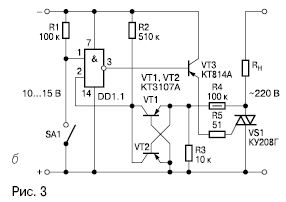 −
R1
100 к
7
R2
510 к
1
&
3
2
VT1, VT2
КТ3107А
VT3
КТ814А
Rн
10...15 В
14
DD1.1
VT1
R4
100 к
~220 В
R5
51
SA1
VT2
R3
10 к
VS1
КУ208Г
б
+
Рис. 3